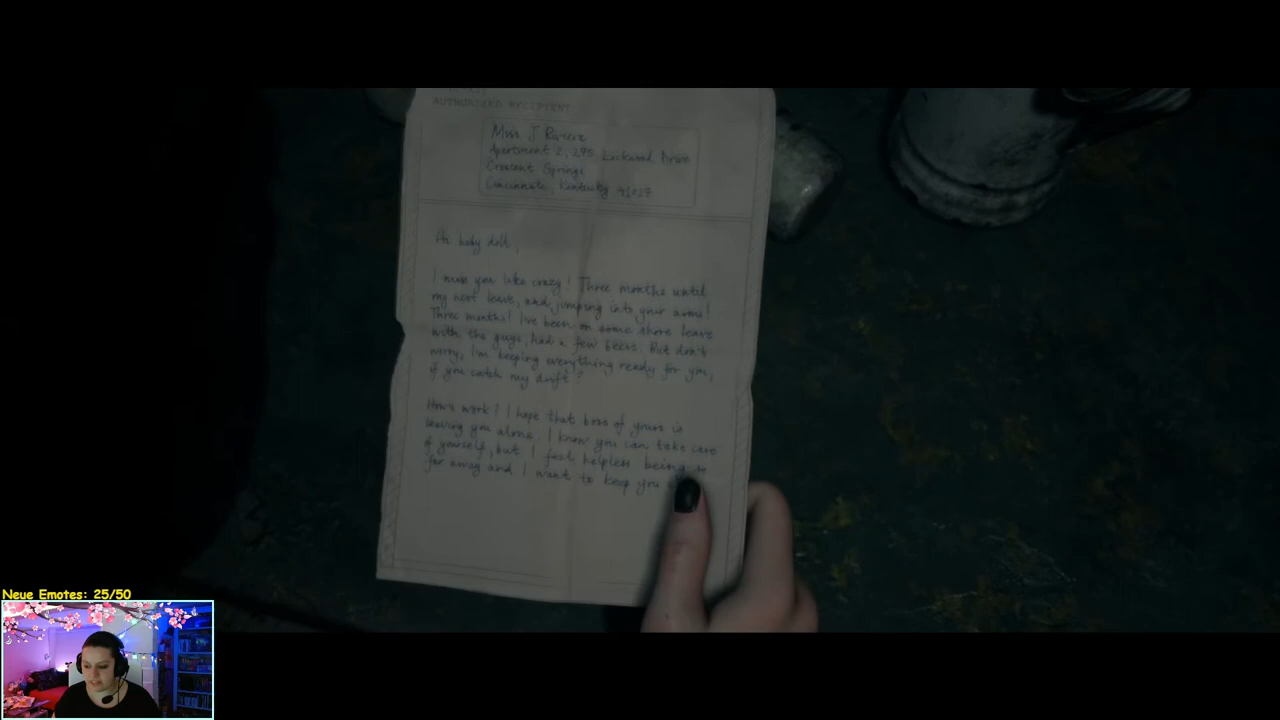 AUTHORISED RECIPIENT
Miss J Riviera
Apartment 2, 295 Lockwood Drive
Crescent Springs
Cincinnati, Kentucky 41017
Hi baby doll,
I miss you like crazy! Three months until
my next leave, and jumping into your arms!
Three months! I've been on some shore leave
with the guys, had a few beers. But don't
worry, I'm keeping everything ready for you,
if you catch my drift?
How's work? I hope that boss of yours is
leaving you alone. I know you can take care
of yourself, but I feel helpless being so
far away and I want to keep you
Neue Emotes: 25/50